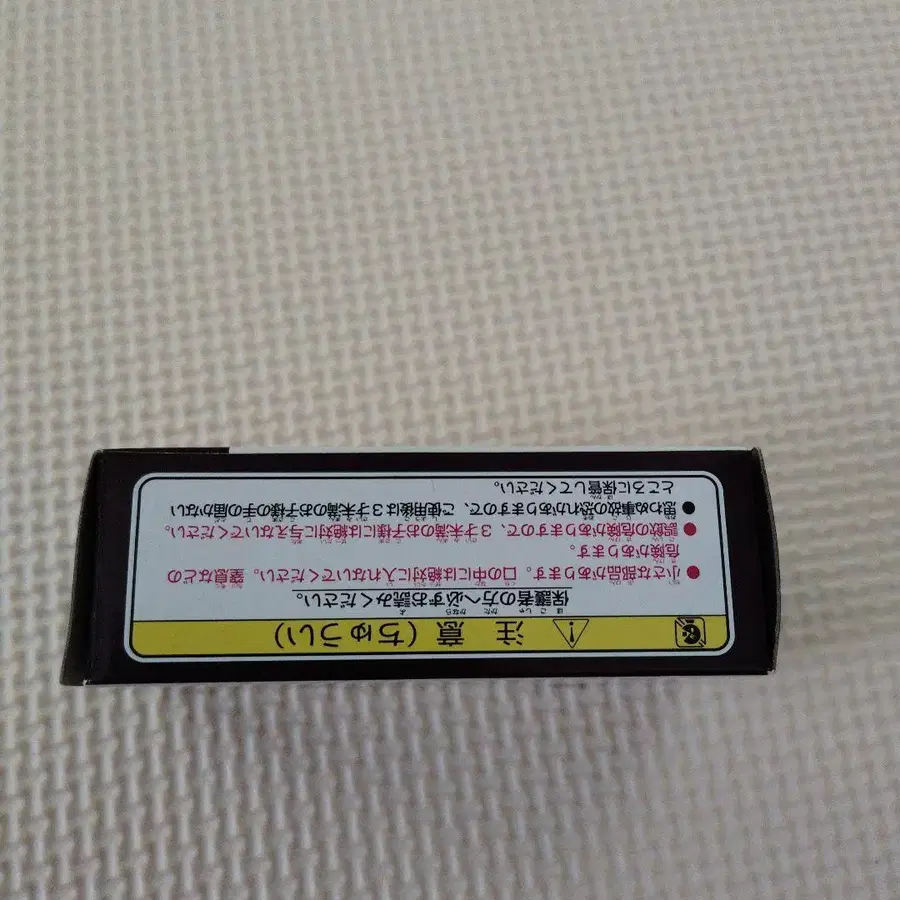 注意(ちゅうい)
保護者の方へ必ずお読みください。
●小さな部品があります。口の中には絶対に入れないでください。窒息などの
危険があります。
●誤飲の危険がありますので、3才未満のお子様には絶対に与えないでください。
●思わぬ事故の恐れがありますので、ご使用後は3才未満のお子様の手の届かない
ところに保管してください。